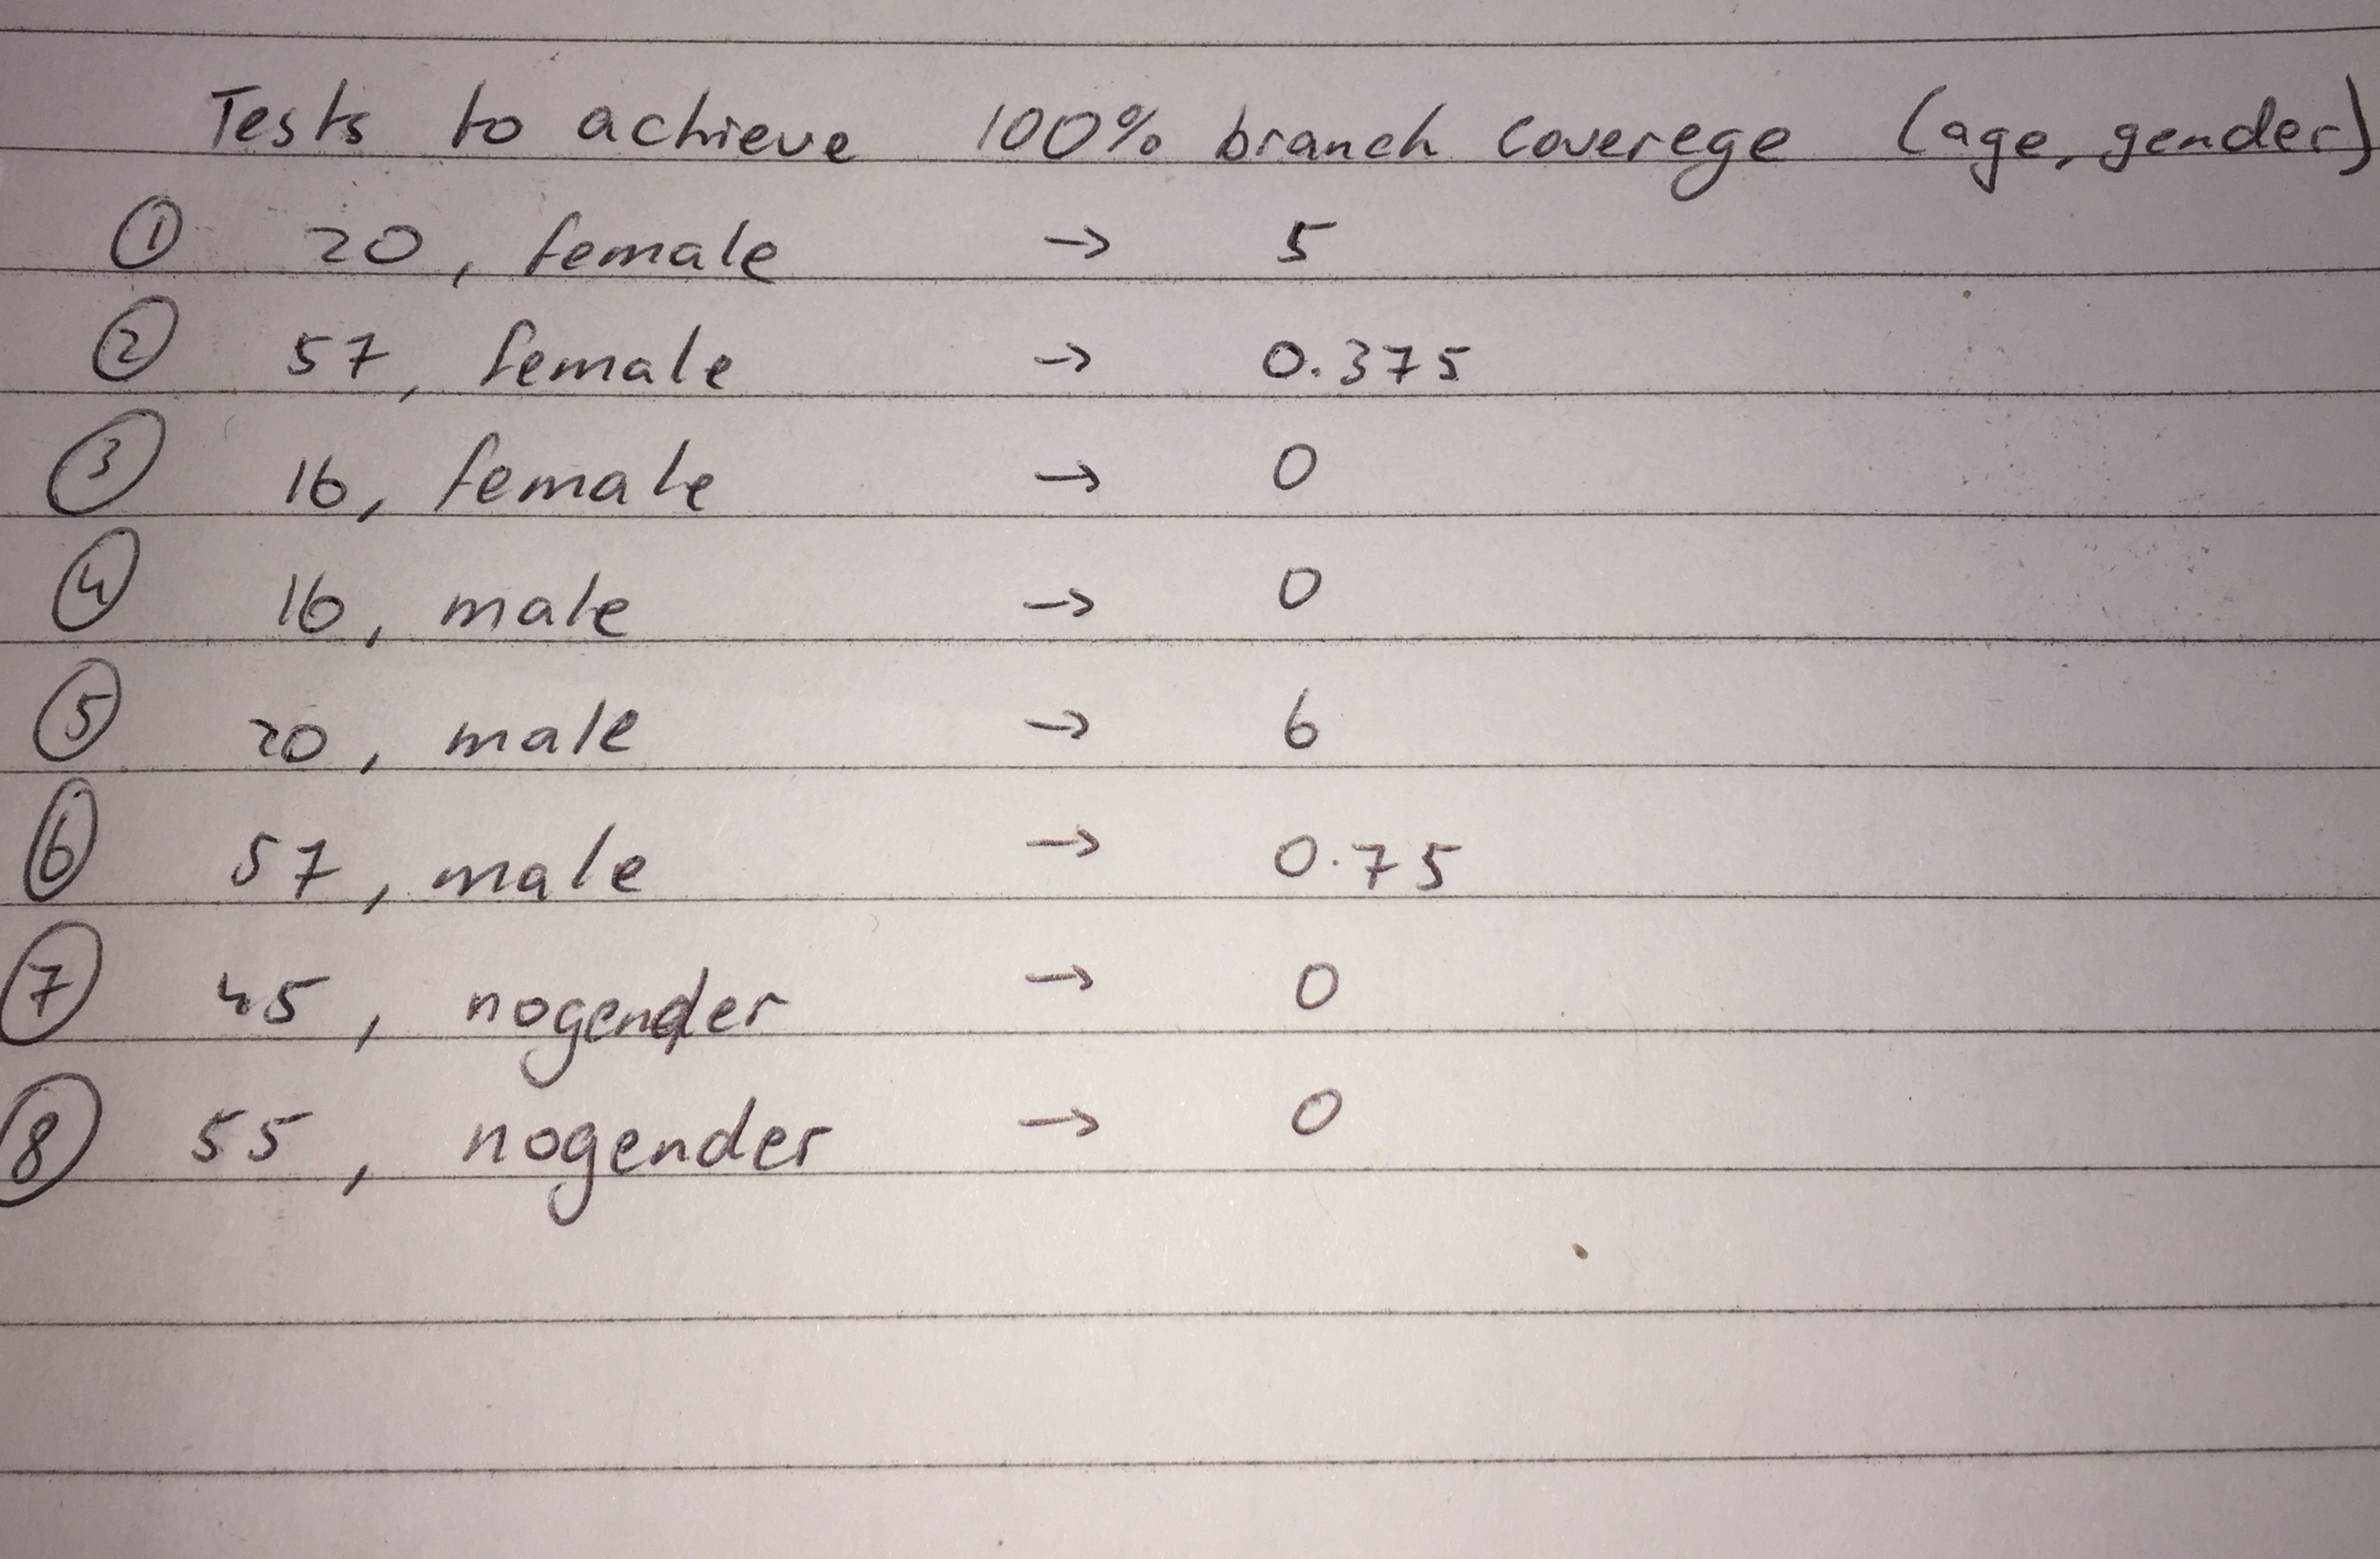 Tests to achieve 100% branch coverege (age, gender)
① 20, female → 5
② 57, female → 0.375
③ 16, female → 0
④ 16, male → 0
⑤ 20, male → 6
⑥ 57, male → 0.75
⑦ 45, nogender → 0
⑧ 55, nogender → 0